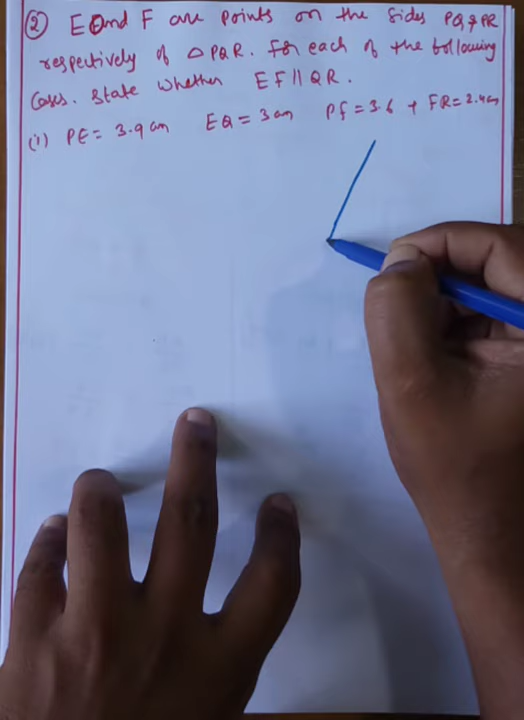 ② E and F are points on the sides PQ & PR
respectively of △ PQR. For each of the following
Cases. State whether EF || QR.
(i) PE = 3.9 cm EQ = 3 cm PF = 3.6 + FR = 2.4 cm